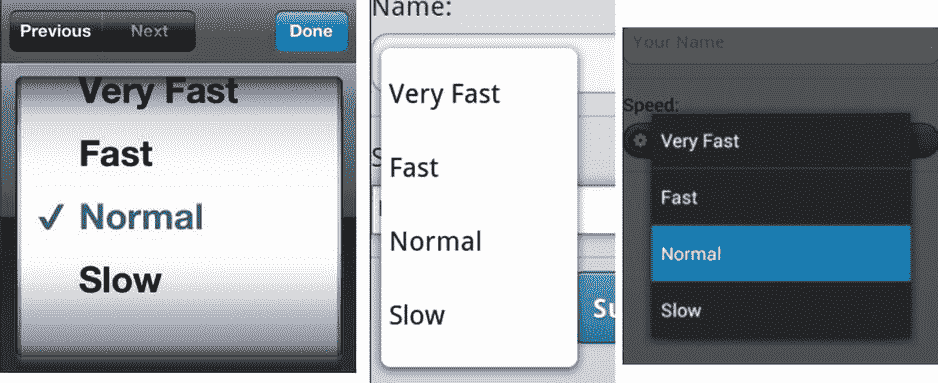 Previous Next Done
Very Fast
Fast
✓ Normal
Slow
Name:
Very Fast
Fast
Normal
Slow
Your Name
Speed:
Very Fast
Fast
Normal
Slow